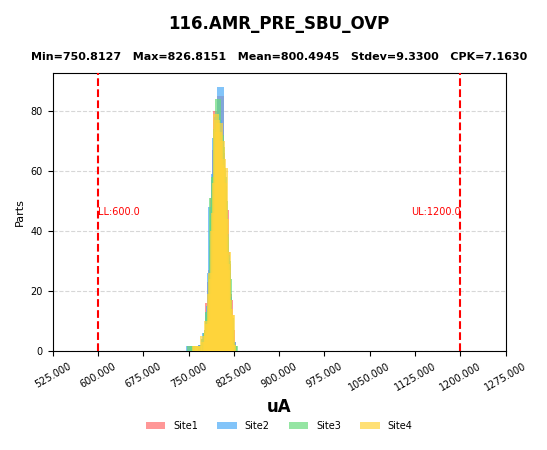 116.AMR_PRE_SBU_OVP
Min=750.8127 Max=826.8151 Mean=800.4945 Stdev=9.3300 CPK=7.1630
80
60
40
20
0
Parts
LL:600.0
UL:1200.0
525.000 600.000 675.000 750.000 825.000 900.000 975.000 1050.000 1125.000 1200.000 1275.000
uA
Site1 Site2 Site3 Site4